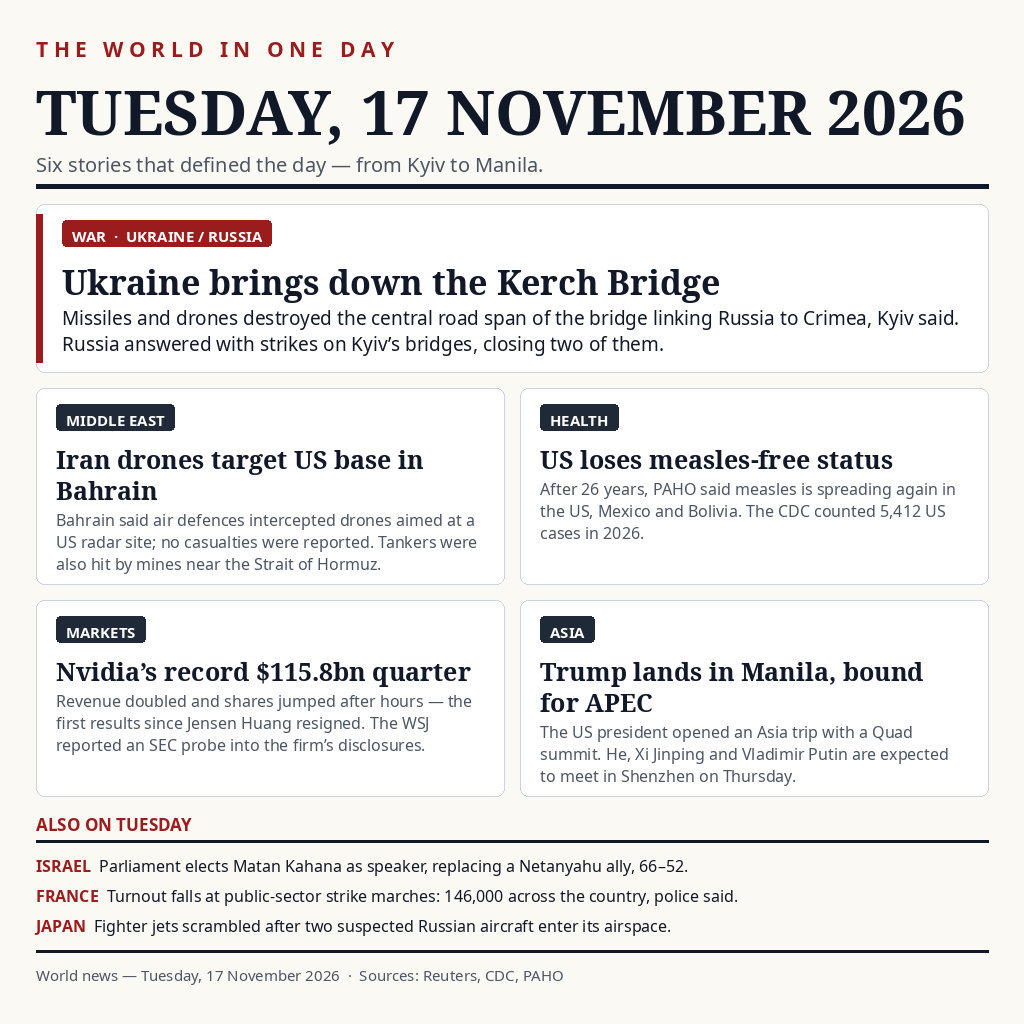 THE WORLD IN ONE DAY
TUESDAY, 17 NOVEMBER 2026
Six stories that defined the day — from Kyiv to Manila.
WAR · UKRAINE / RUSSIA
Ukraine brings down the Kerch Bridge
Missiles and drones destroyed the central road span of the bridge linking Russia to Crimea, Kyiv said.
Russia answered with strikes on Kyiv’s bridges, closing two of them.
MIDDLE EAST
Iran drones target US base in
Bahrain
Bahrain said air defences intercepted drones aimed at a
US radar site; no casualties were reported. Tankers were
also hit by mines near the Strait of Hormuz.
HEALTH
US loses measles-free status
After 26 years, PAHO said measles is spreading again in
the US, Mexico and Bolivia. The CDC counted 5,412 US
cases in 2026.
MARKETS
Nvidia’s record $115.8bn quarter
Revenue doubled and shares jumped after hours — the
first results since Jensen Huang resigned. The WSJ
reported an SEC probe into the firm’s disclosures.
ASIA
Trump lands in Manila, bound
for APEC
The US president opened an Asia trip with a Quad
summit. He, Xi Jinping and Vladimir Putin are expected
to meet in Shenzhen on Thursday.
ALSO ON TUESDAY
ISRAEL Parliament elects Matan Kahana as speaker, replacing a Netanyahu ally, 66–52.
FRANCE Turnout falls at public-sector strike marches: 146,000 across the country, police said.
JAPAN Fighter jets scrambled after two suspected Russian aircraft enter its airspace.
World news — Tuesday, 17 November 2026 · Sources: Reuters, CDC, PAHO